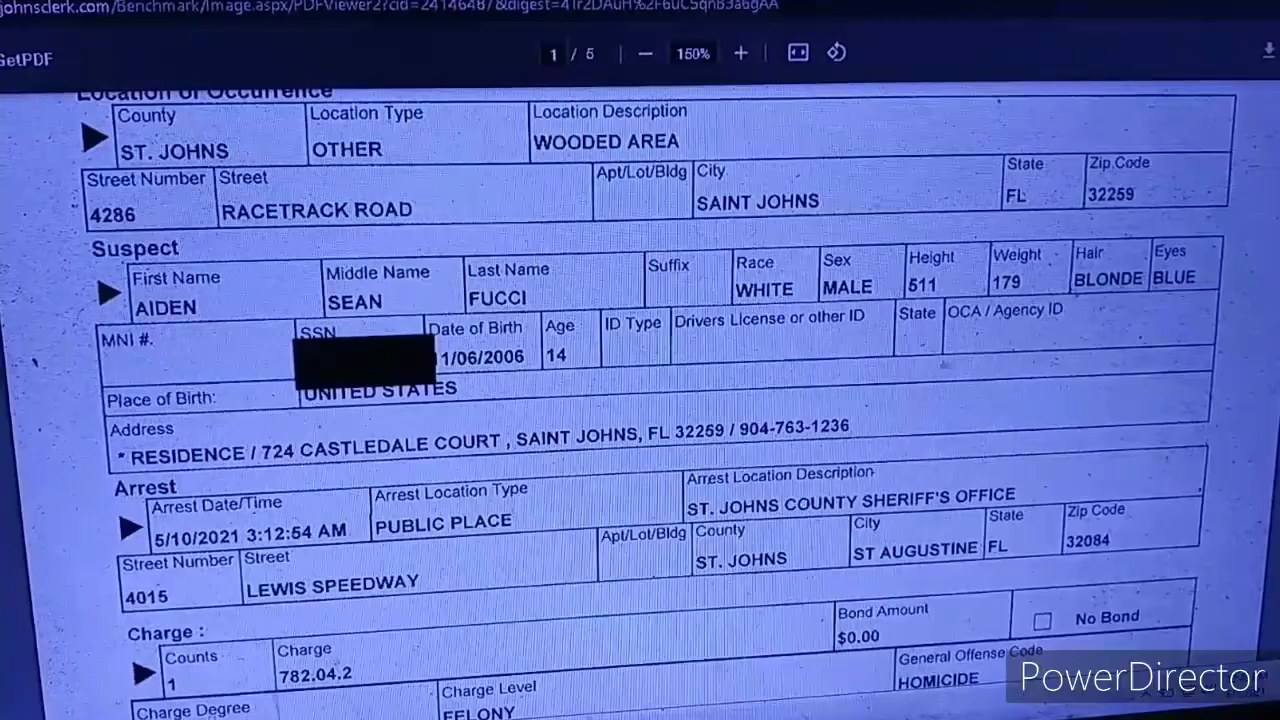 johnsclerk.com/Benchmark/Image.aspx/PDFViewer2?cid=24146487&digest=
GetPDF 1 / 5 150%
Location of Occurrence
County Location Type Location Description
ST. JOHNS OTHER WOODED AREA
Street Number Street Apt/Lot/Bldg City State Zip Code
4286 RACETRACK ROAD SAINT JOHNS FL 32259
Suspect
First Name Middle Name Last Name Suffix Race Sex Height Weight Hair Eyes
AIDEN SEAN FUCCI WHITE MALE 511 179 BLONDE BLUE
MNI #. SSN Date of Birth Age ID Type Drivers License or other ID State OCA / Agency ID
1/06/2006 14
Place of Birth: UNITED STATES
Address
* RESIDENCE / 724 CASTLEDALE COURT , SAINT JOHNS, FL 32259 / 904-763-1236
Arrest
Arrest Date/Time Arrest Location Type Arrest Location Description
5/10/2021 3:12:54 AM PUBLIC PLACE ST. JOHNS COUNTY SHERIFF'S OFFICE
Street Number Street Apt/Lot/Bldg County City State Zip Code
4015 LEWIS SPEEDWAY ST. JOHNS ST AUGUSTINE FL 32084
Charge :
Counts Charge Bond Amount No Bond
1 782.04.2 $0.00
Charge Degree Charge Level General Offense Code
FELONY HOMICIDE
PowerDirector